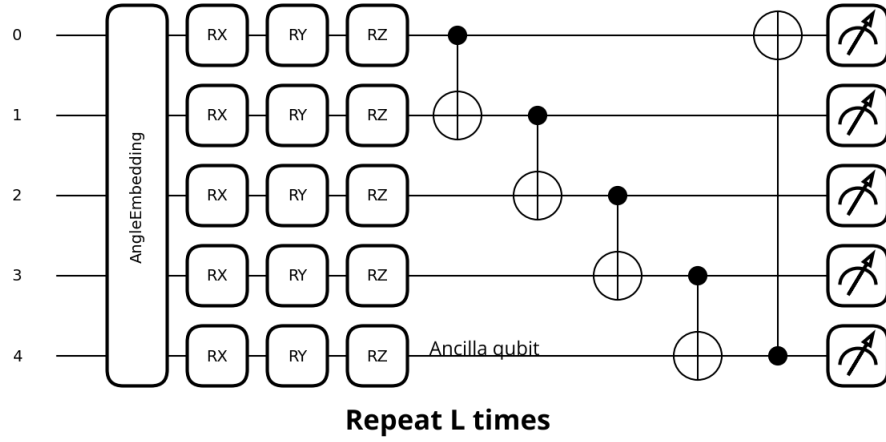 0 RX RY RZ
1 RX RY RZ
AngleEmbedding
2 RX RY RZ
3 RX RY RZ
4 RX RY RZ Ancilla qubit
Repeat L times